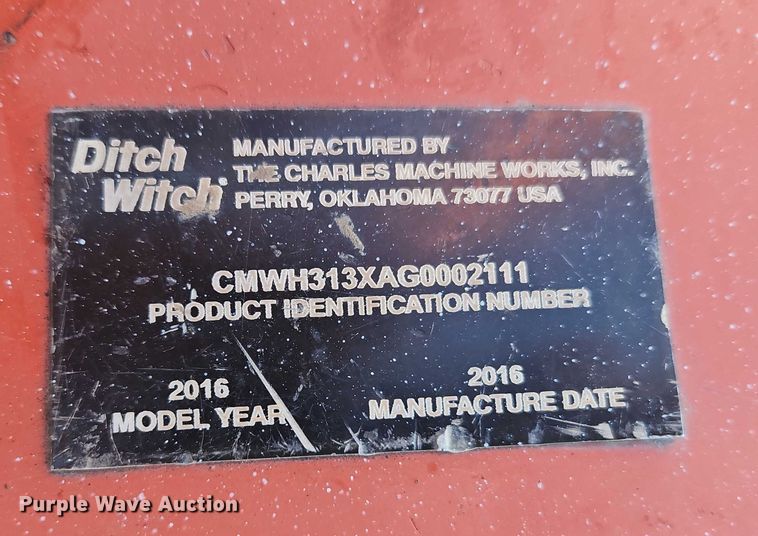 Ditch
Witch®
MANUFACTURED BY
THE CHARLES MACHINE WORKS, INC.
PERRY, OKLAHOMA 73077 USA
CMWH313XAG0002111
PRODUCT IDENTIFICATION NUMBER
2016
MODEL YEAR
2016
MANUFACTURE DATE
Purple Wave Auction